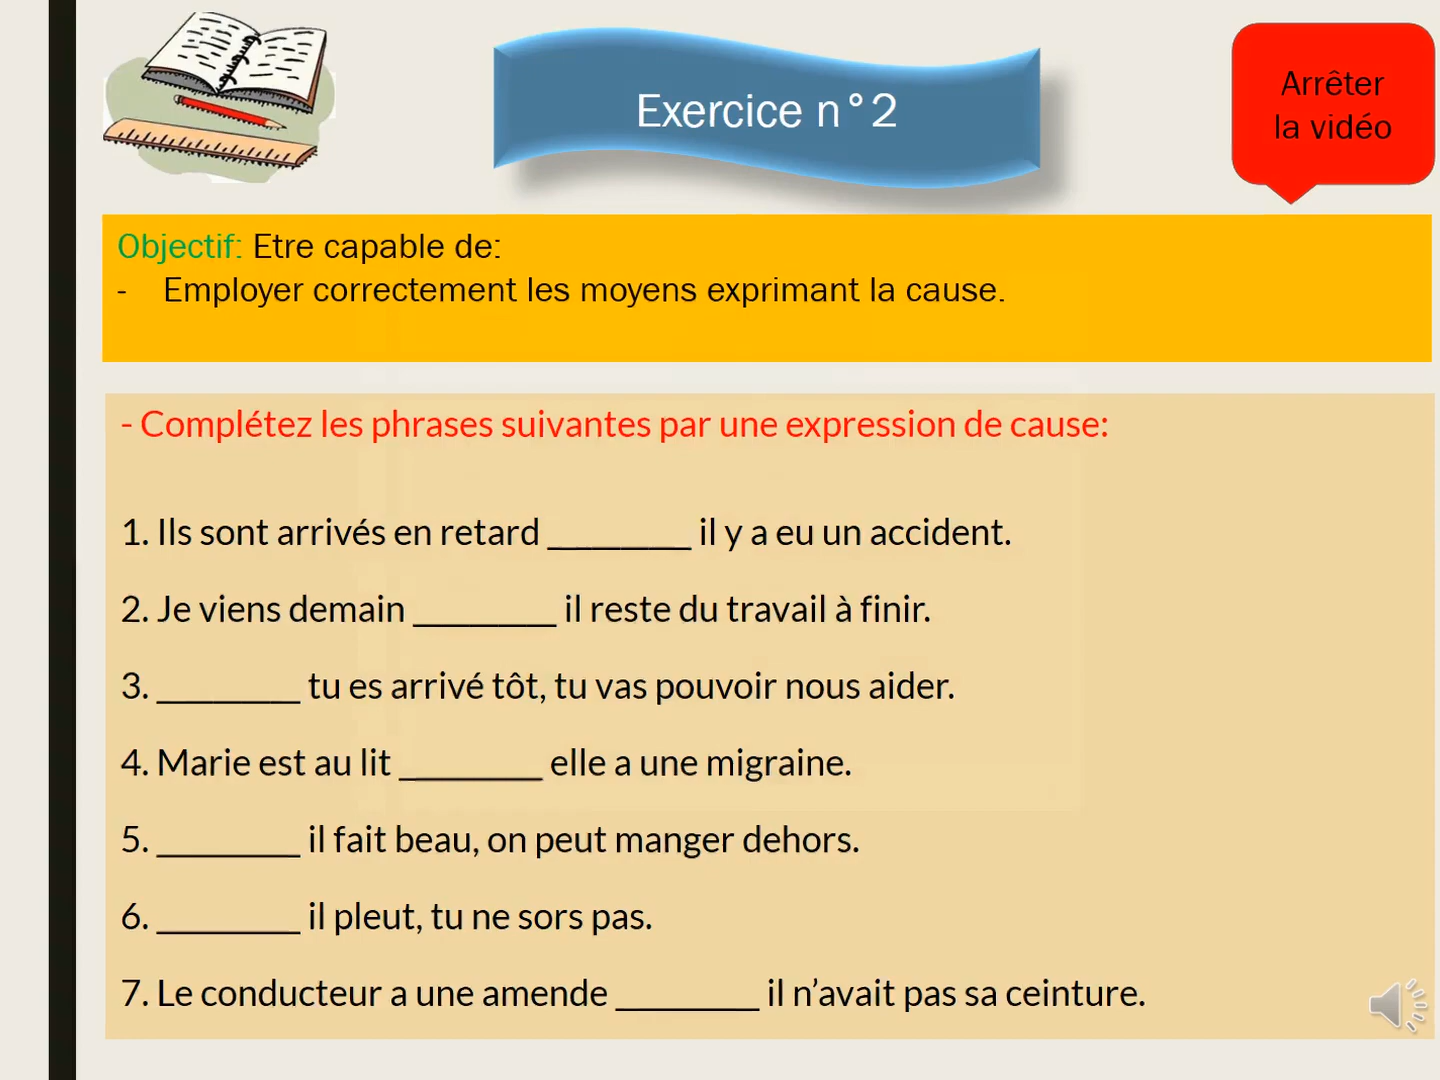 Exercice n°2
Arrêter
la vidéo
Objectif: Etre capable de:
- Employer correctement les moyens exprimant la cause.
- Complétez les phrases suivantes par une expression de cause:
1. Ils sont arrivés en retard ________ il y a eu un accident.
2. Je viens demain ________ il reste du travail à finir.
3. ________ tu es arrivé tôt, tu vas pouvoir nous aider.
4. Marie est au lit ________ elle a une migraine.
5. ________ il fait beau, on peut manger dehors.
6. ________ il pleut, tu ne sors pas.
7. Le conducteur a une amende ________ il n’avait pas sa ceinture.